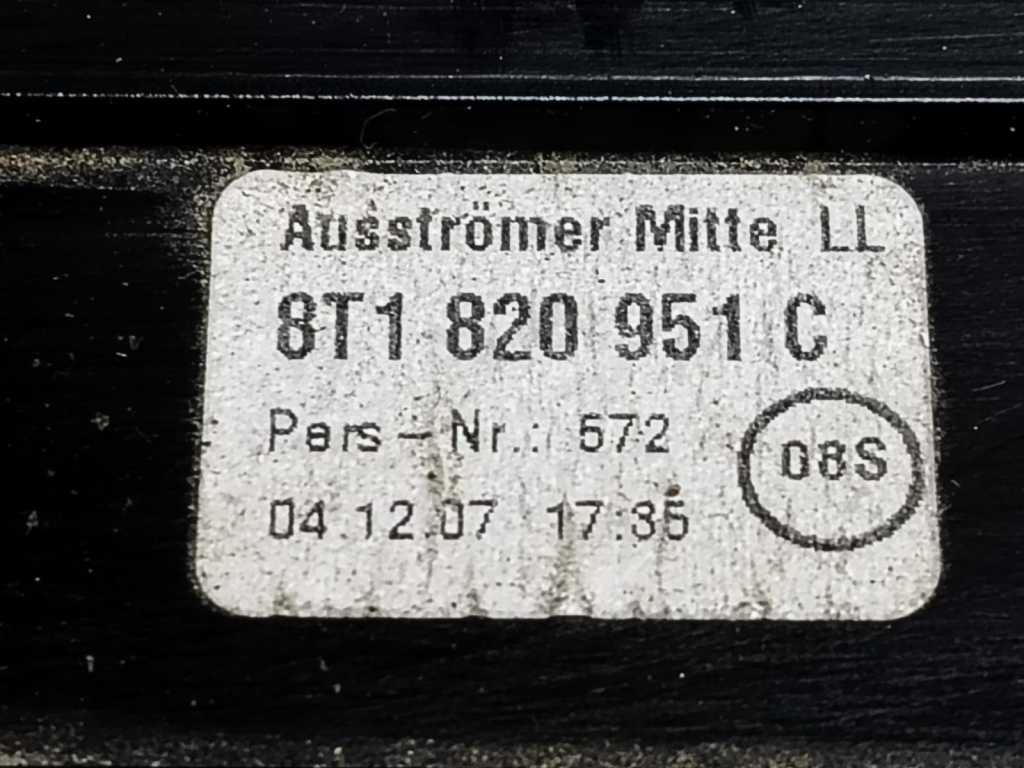 Ausströmer Mitte LL
8T1 820 951 C
Pers-Nr.: 572
08S
04.12.07 17:35